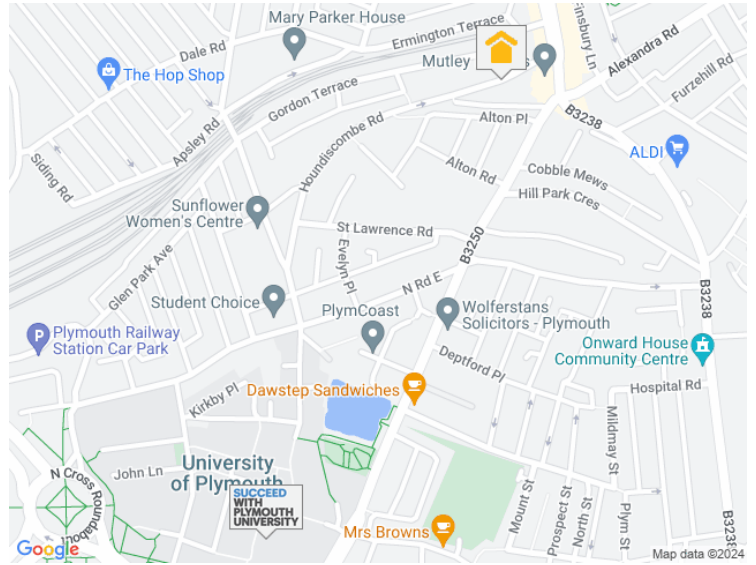 Mary Parker House
Ermington Terrace
Finsbury Ln
Dale Rd
Mutley
Alexandra Rd
The Hop Shop
Gordon Terrace
Furzehill Rd
Apsley Rd
Houndiscombe Rd
Alton Pl
B3238
ALDI
Siding Rd
Alton Rd
Cobble Mews
Hill Park Cres
Sunflower
Women's Centre
St Lawrence Rd
B3250
Evelyn Pl
Glen Park Ave
N Rd E
B3238
Student Choice
PlymCoast
Wolferstans
Solicitors - Plymouth
Plymouth Railway
Station Car Park
Onward House
Community Centre
Deptford Pl
Dawstep Sandwiches
Hospital Rd
Kirkby Pl
Mildmay St
John Ln
University
of Plymouth
N Cross Roundabout
SUCCEED
WITH
PLYMOUTH
UNIVERSITY
Mount St
Prospect St
North St
Plym St
B3238
Mrs Browns
Google
Map data ©2024